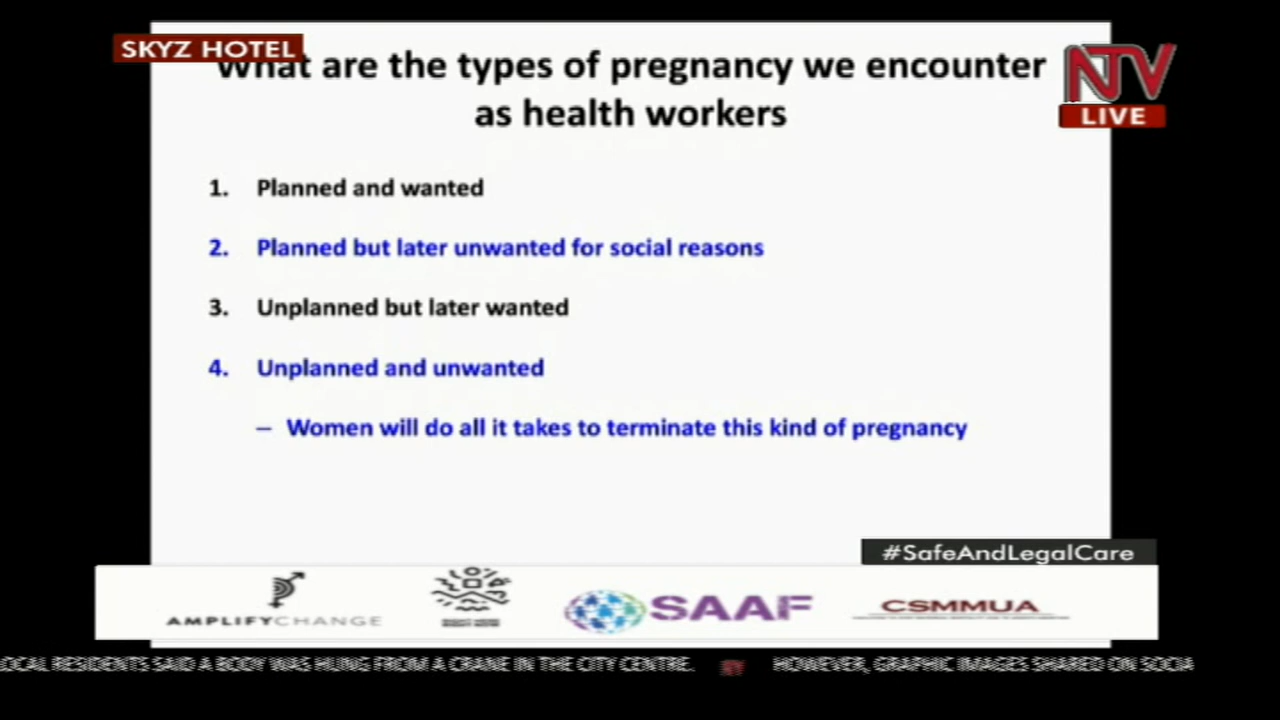 SKYZ HOTEL
What are the types of pregnancy we encounter
as health workers
NTV
LIVE
1. Planned and wanted
2. Planned but later unwanted for social reasons
3. Unplanned but later wanted
4. Unplanned and unwanted
– Women will do all it takes to terminate this kind of pregnancy
#SafeAndLegalCare
AMPLIFYCHANGE
SAAF
CSMMUA
OCAL RESIDENTS SAID A BODY WAS HUNG FROM A CRANE IN THE CITY CENTRE. HOWEVER, GRAPHIC IMAGES SHARED ON SOCIA